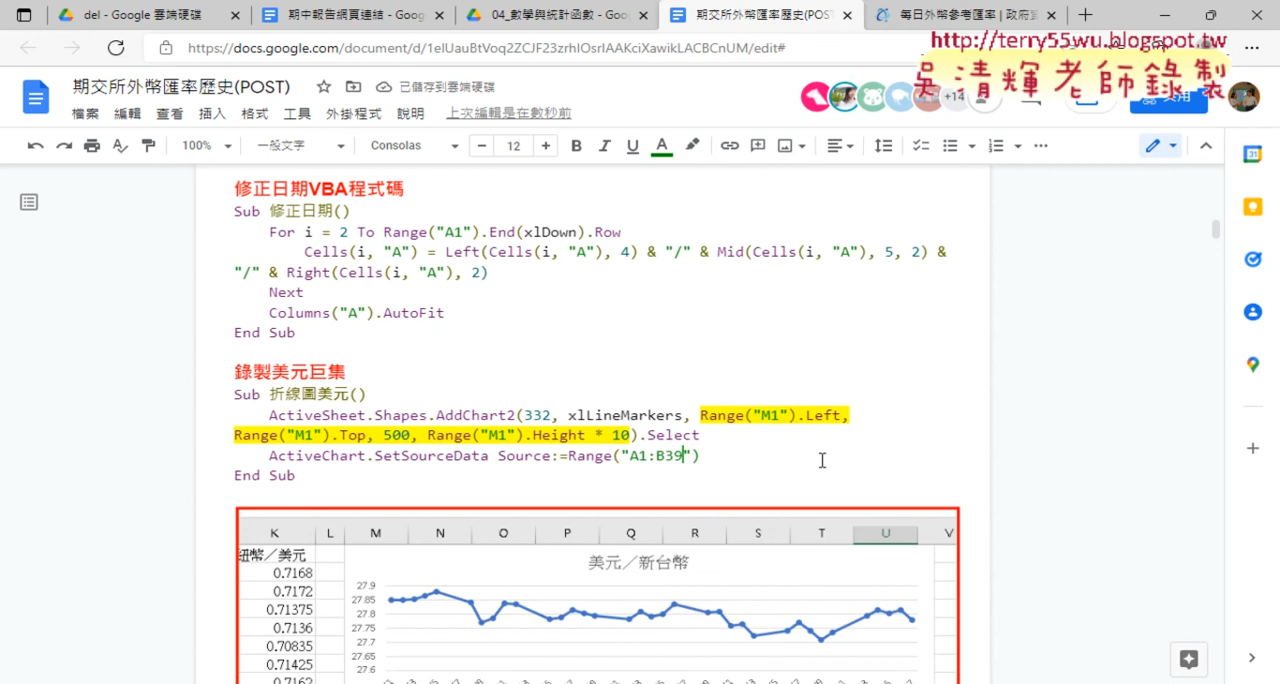 del - Google 雲端硬碟
期中報告網頁連結 - Goog
04_數學與統計函數 - Goog
期交所外幣匯率歷史(POST
每日外幣參考匯率 | 政府資
https://docs.google.com/document/d/1elUauBtVoq2ZCJF23zrhIOsrIAAKciXawikLACBCnUM/edit#
http://terry55wu.blogspot.tw
吳清輝老師錄製
期交所外幣匯率歷史(POST)
已儲存到雲端硬碟
+14
檔案 編輯 查看 插入 格式 工具 外掛程式 說明 上次編輯是在數秒前
100% 一般文字 Consolas 12 B I U A
31
修正日期VBA程式碼
Sub 修正日期()
For i = 2 To Range("A1").End(xlDown).Row
Cells(i, "A") = Left(Cells(i, "A"), 4) & "/" & Mid(Cells(i, "A"), 5, 2) &
"/" & Right(Cells(i, "A"), 2)
Next
Columns("A").AutoFit
End Sub
錄製美元巨集
Sub 折線圖美元()
ActiveSheet.Shapes.AddChart2(332, xlLineMarkers, Range("M1").Left,
Range("M1").Top, 500, Range("M1").Height * 10).Select
ActiveChart.SetSourceData Source:=Range("A1:B39")
End Sub
K L M N O P Q R S T U V
紐幣／美元
0.7168
0.7172
0.71375
0.7136
0.70835
0.71425
0.7162
美元／新台幣
27.9
27.85
27.8
27.75
27.7
27.65
27.6